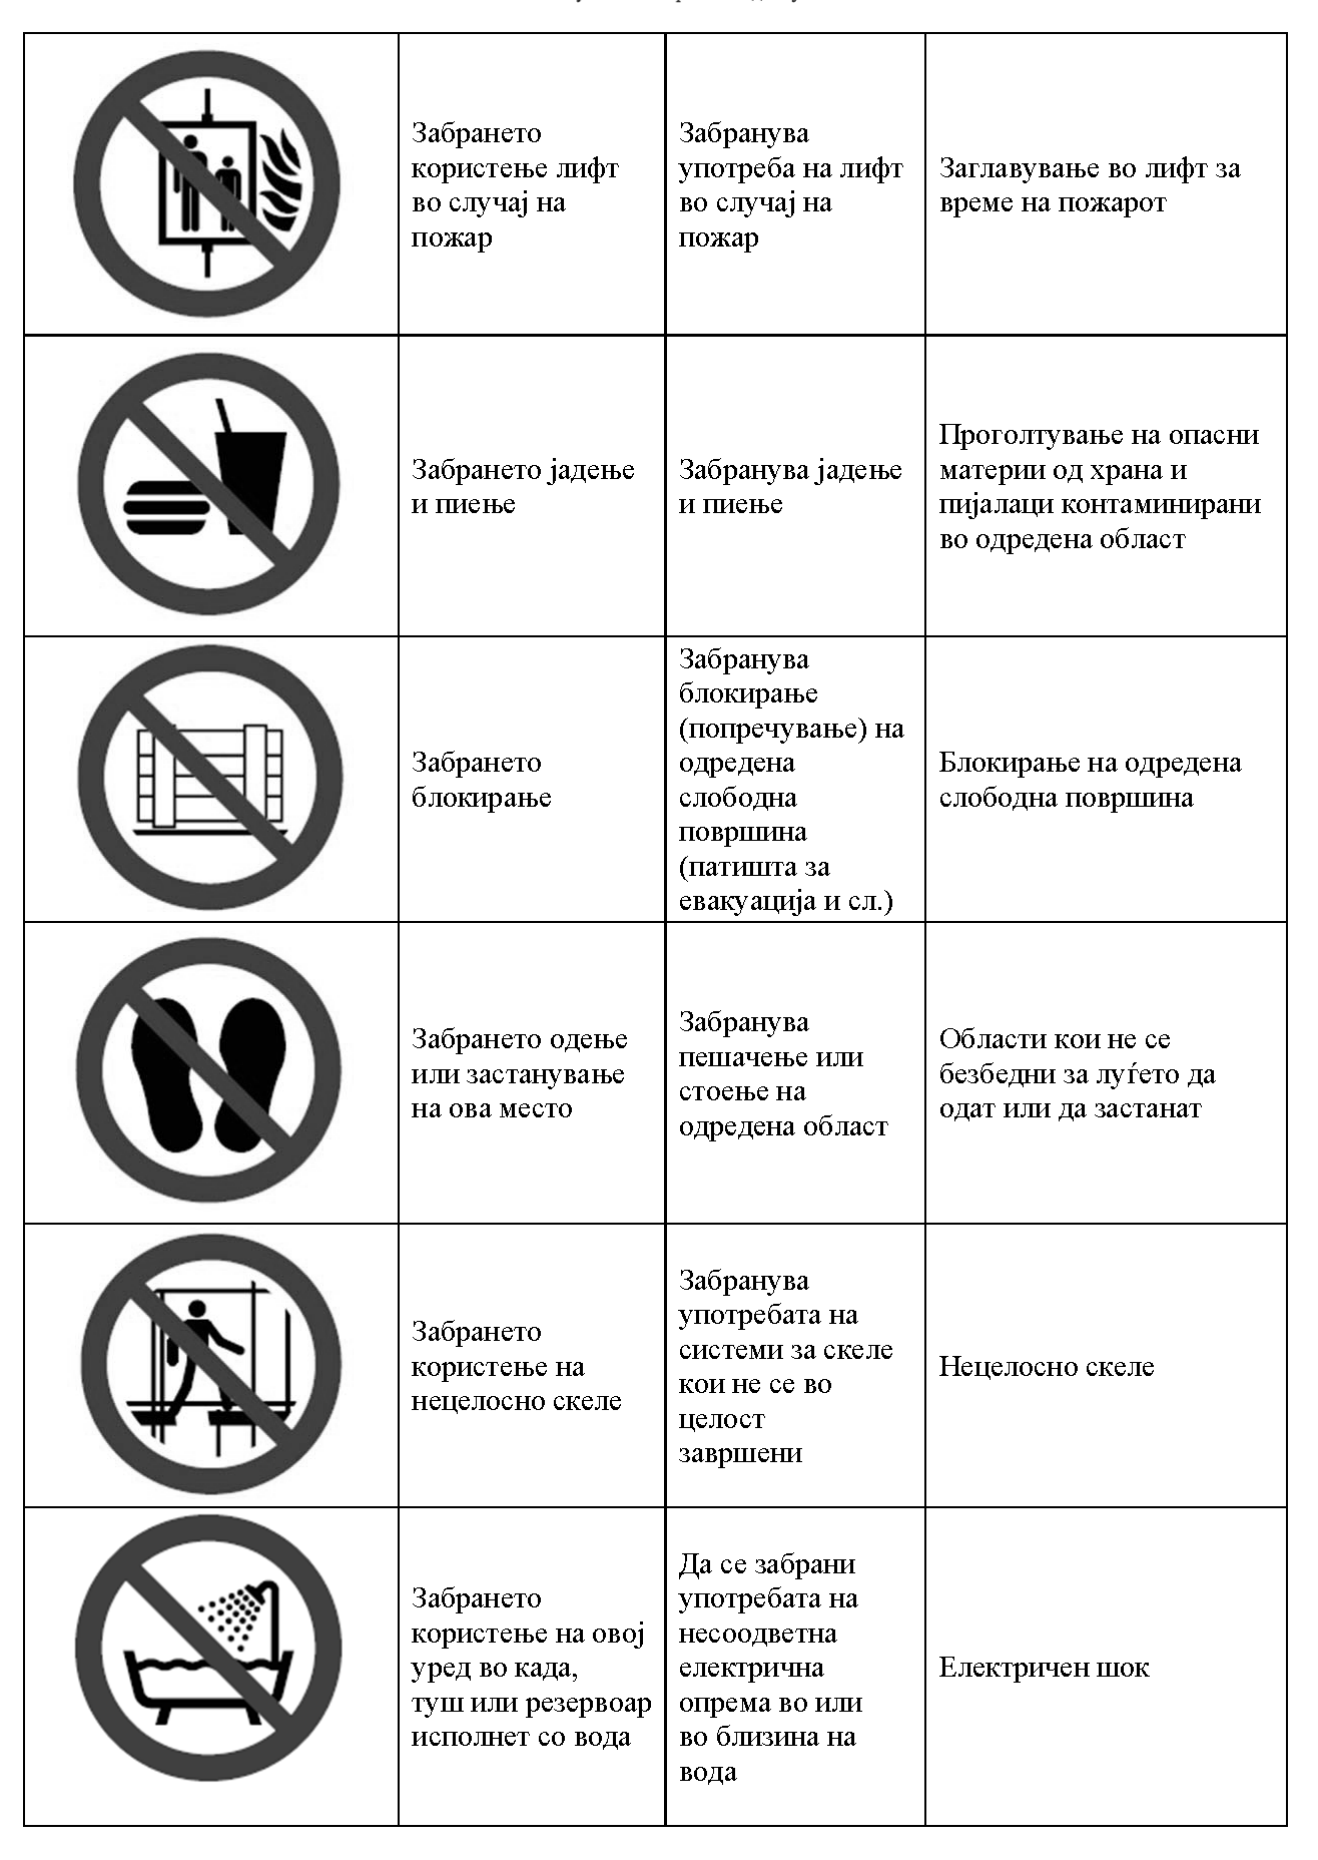 Забрането
користење лифт
во случај на
пожар
Забранува
употреба на лифт
во случај на
пожар
Заглавување во лифт за
време на пожарот
Забрането јадење
и пиење
Забранува јадење
и пиење
Проголтување на опасни
материи од храна и
пијалаци контаминирани
во одредена област
Забрането
блокирање
Забранува
блокирање
(попречување) на
одредена
слободна
површина
(патишта за
евакуација и сл.)
Блокирање на одредена
слободна површина
Забрането одење
или застанување
на ова место
Забранува
пешачење или
стоење на
одредена област
Области кои не се
безбедни за луѓето да
одат или да застанат
Забрането
користење на
нецелосно скеле
Забранува
употребата на
системи за скеле
кои не се во
целост
завршени
Нецелосно скеле
Забрането
користење на овој
уред во када,
туш или резервоар
исполнет со вода
Да се забрани
употребата на
несоодветна
електрична
опрема во или
во близина на
вода
Електричен шок